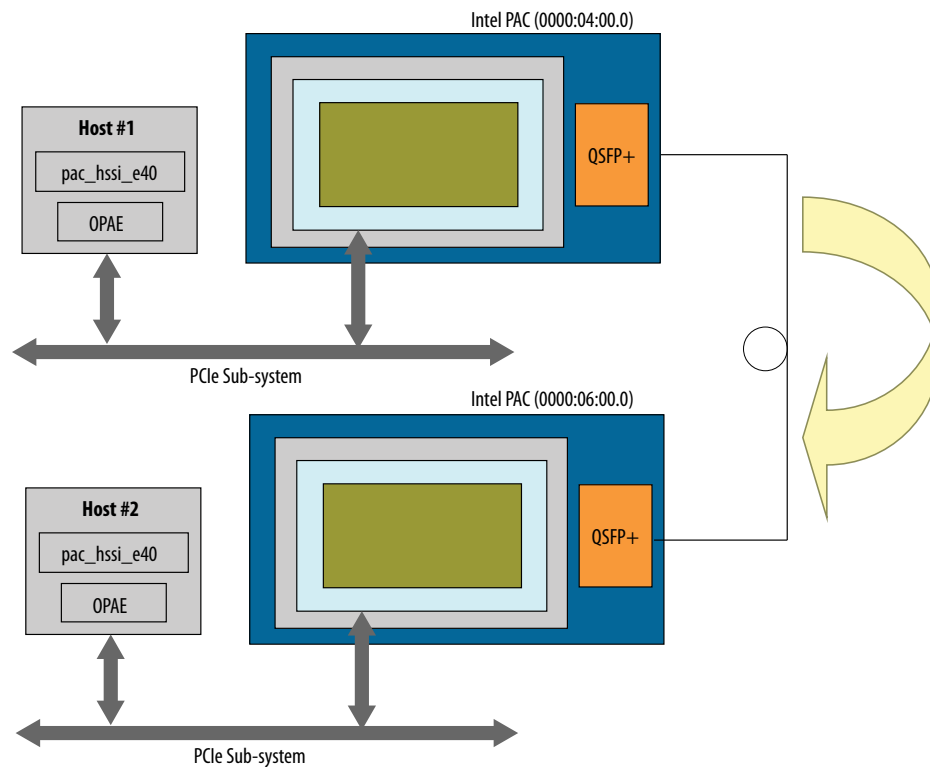 Intel PAC (0000:04:00.0)
Host #1
pac_hssi_e40
OPAE
QSFP+
PCIe Sub-system
Intel PAC (0000:06:00.0)
Host #2
pac_hssi_e40
OPAE
QSFP+
PCIe Sub-system